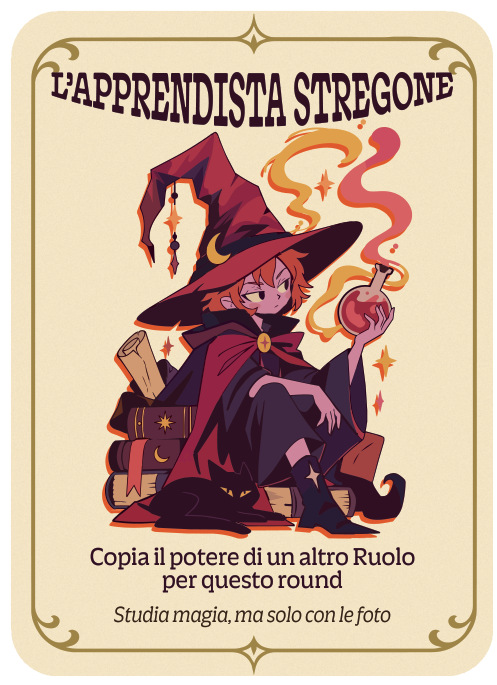 L'APPRENDISTA STREGONE
Copia il potere di un altro Ruolo
per questo round
Studia magia, ma solo con le foto